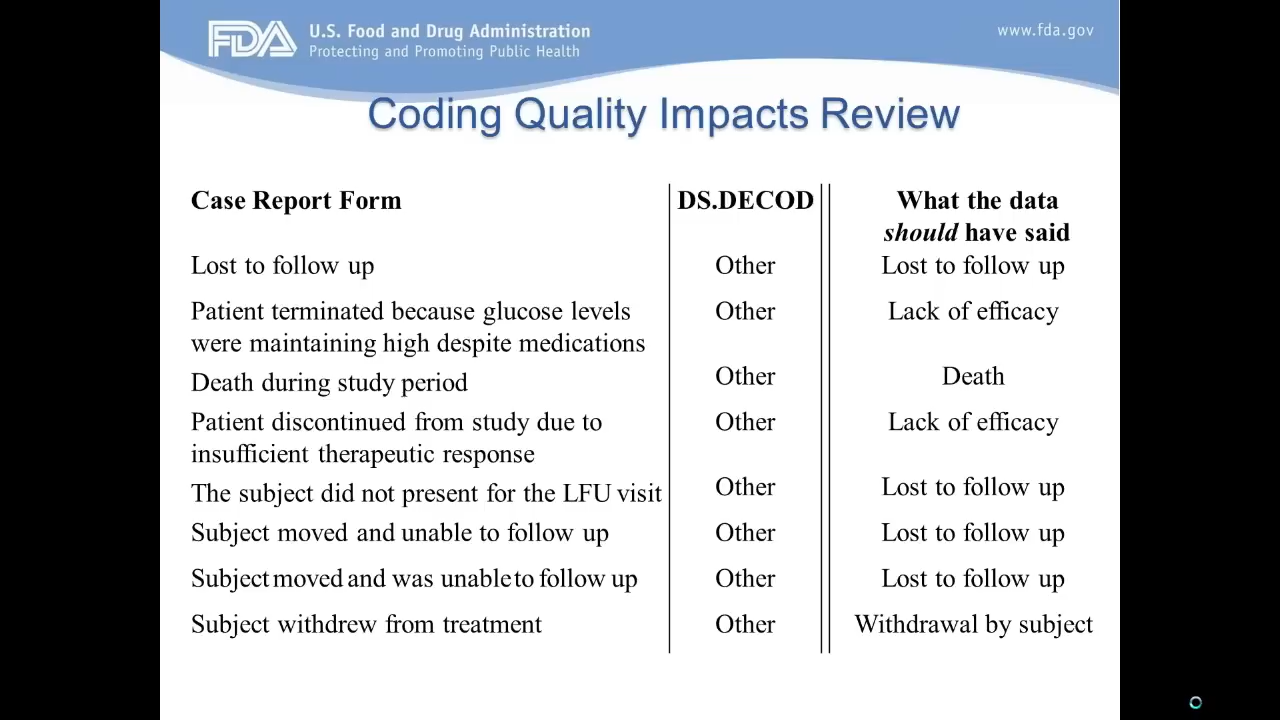 FDA U.S. Food and Drug Administration www.fda.gov
Protecting and Promoting Public Health
Coding Quality Impacts Review
Case Report Form DS.DECOD What the data
should have said
Lost to follow up Other Lost to follow up
Patient terminated because glucose levels Other Lack of efficacy
were maintaining high despite medications
Death during study period Other Death
Patient discontinued from study due to Other Lack of efficacy
insufficient therapeutic response
The subject did not present for the LFU visit Other Lost to follow up
Subject moved and unable to follow up Other Lost to follow up
Subject moved and was unable to follow up Other Lost to follow up
Subject withdrew from treatment Other Withdrawal by subject